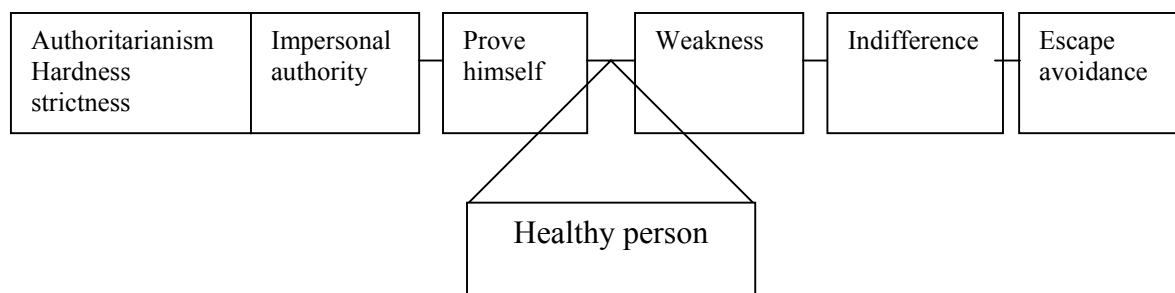 Authoritarianism
Hardness
strictness
Impersonal
authority
Prove
himself
Weakness
Indifference
Escape
avoidance
Healthy person